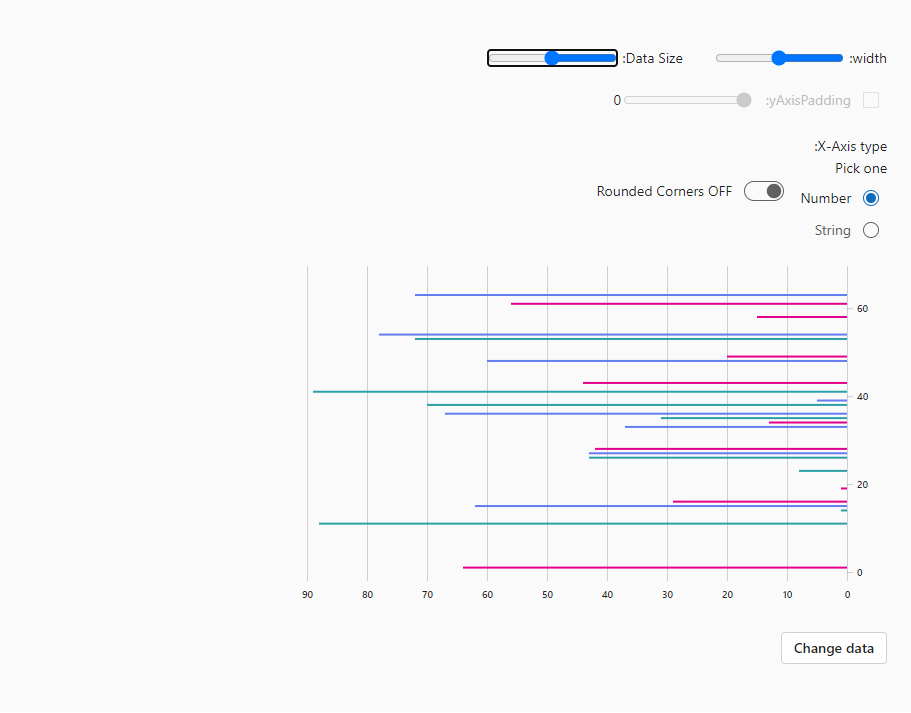 :Data Size :width
0 :yAxisPadding
:X-Axis type
Pick one
Rounded Corners OFF Number
String
60
40
20
0
90 80 70 60 50 40 30 20 10 0
Change data